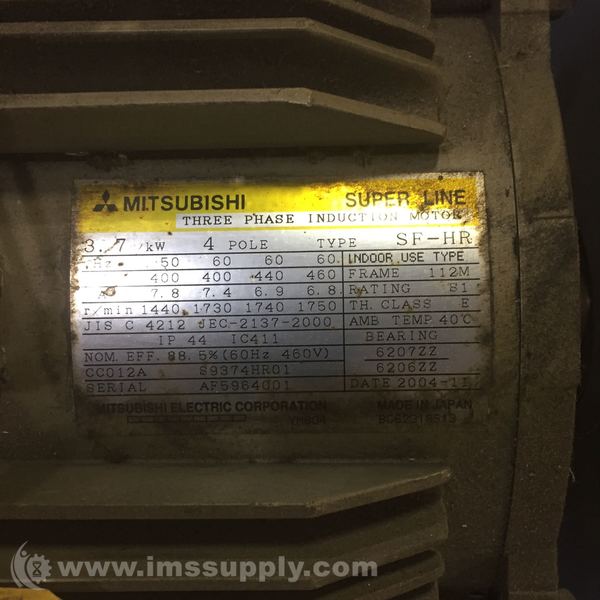 MITSUBISHI SUPER LINE
THREE PHASE INDUCTION MOTOR
3.7 kW 4 POLE TYPE SF-HR
Hz 50 60 60 60 INDOOR USE TYPE
400 400 440 460 FRAME 112M
A 7.8 7.4 6.9 6.8 RATING S1
r/min 1440 1730 1740 1750 TH. CLASS E
JIS C 4212 JEC-2137-2000 AMB TEMP 40°C
IP 44 IC411 BEARING
NOM. EFF. 88.5% (60Hz 460V) 6207ZZ
CC012A S9374HR01 6206ZZ
SERIAL AF5964001 DATE 2004-11
MITSUBISHI ELECTRIC CORPORATION MADE IN JAPAN
www.imssupply.com